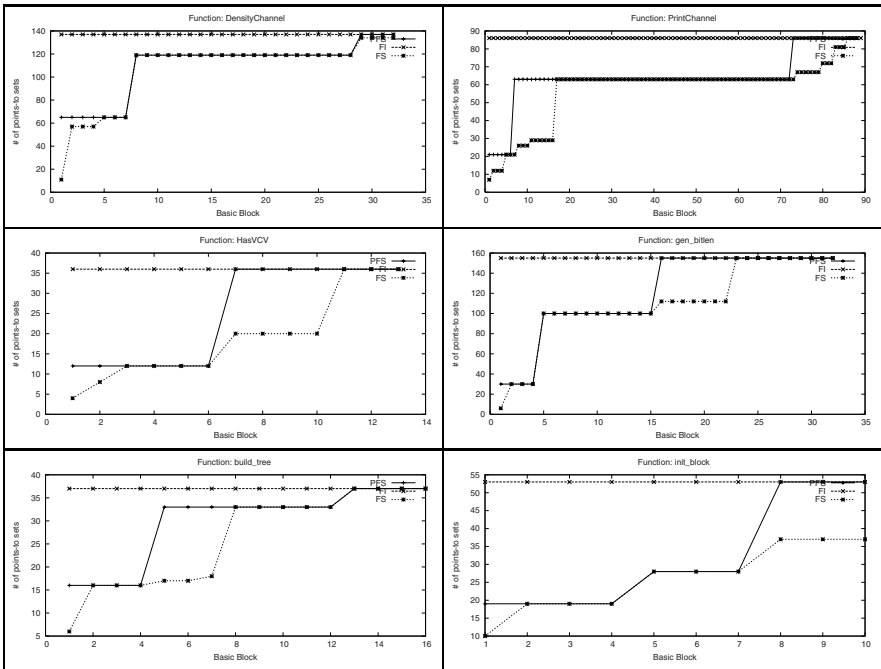 Function: DensityChannel
# of points-to sets
140
120
100
80
60
40
20
0
PFS
FI
FS
0 5 10 15 20 25 30 35
Basic Block
Function: PrintChannel
# of points-to sets
90
80
70
60
50
40
30
20
10
0
PFS
FI
FS
0 10 20 30 40 50 60 70 80 90
Basic Block
Function: HasVCV
# of points-to sets
40
35
30
25
20
15
10
5
0
PFS
FI
FS
0 2 4 6 8 10 12 14
Basic Block
Function: gen_bitlen
# of points-to sets
160
140
120
100
80
60
40
20
0
PFS
FI
FS
0 5 10 15 20 25 30 35
Basic Block
Function: build_tree
# of points-to sets
40
35
30
25
20
15
10
5
PFS
FI
FS
0 2 4 6 8 10 12 14 16
Basic Block
Function: init_block
# of points-to sets
55
50
45
40
35
30
25
20
15
10
PFS
FI
FS
1 2 3 4 5 6 7 8 9 10
Basic Block